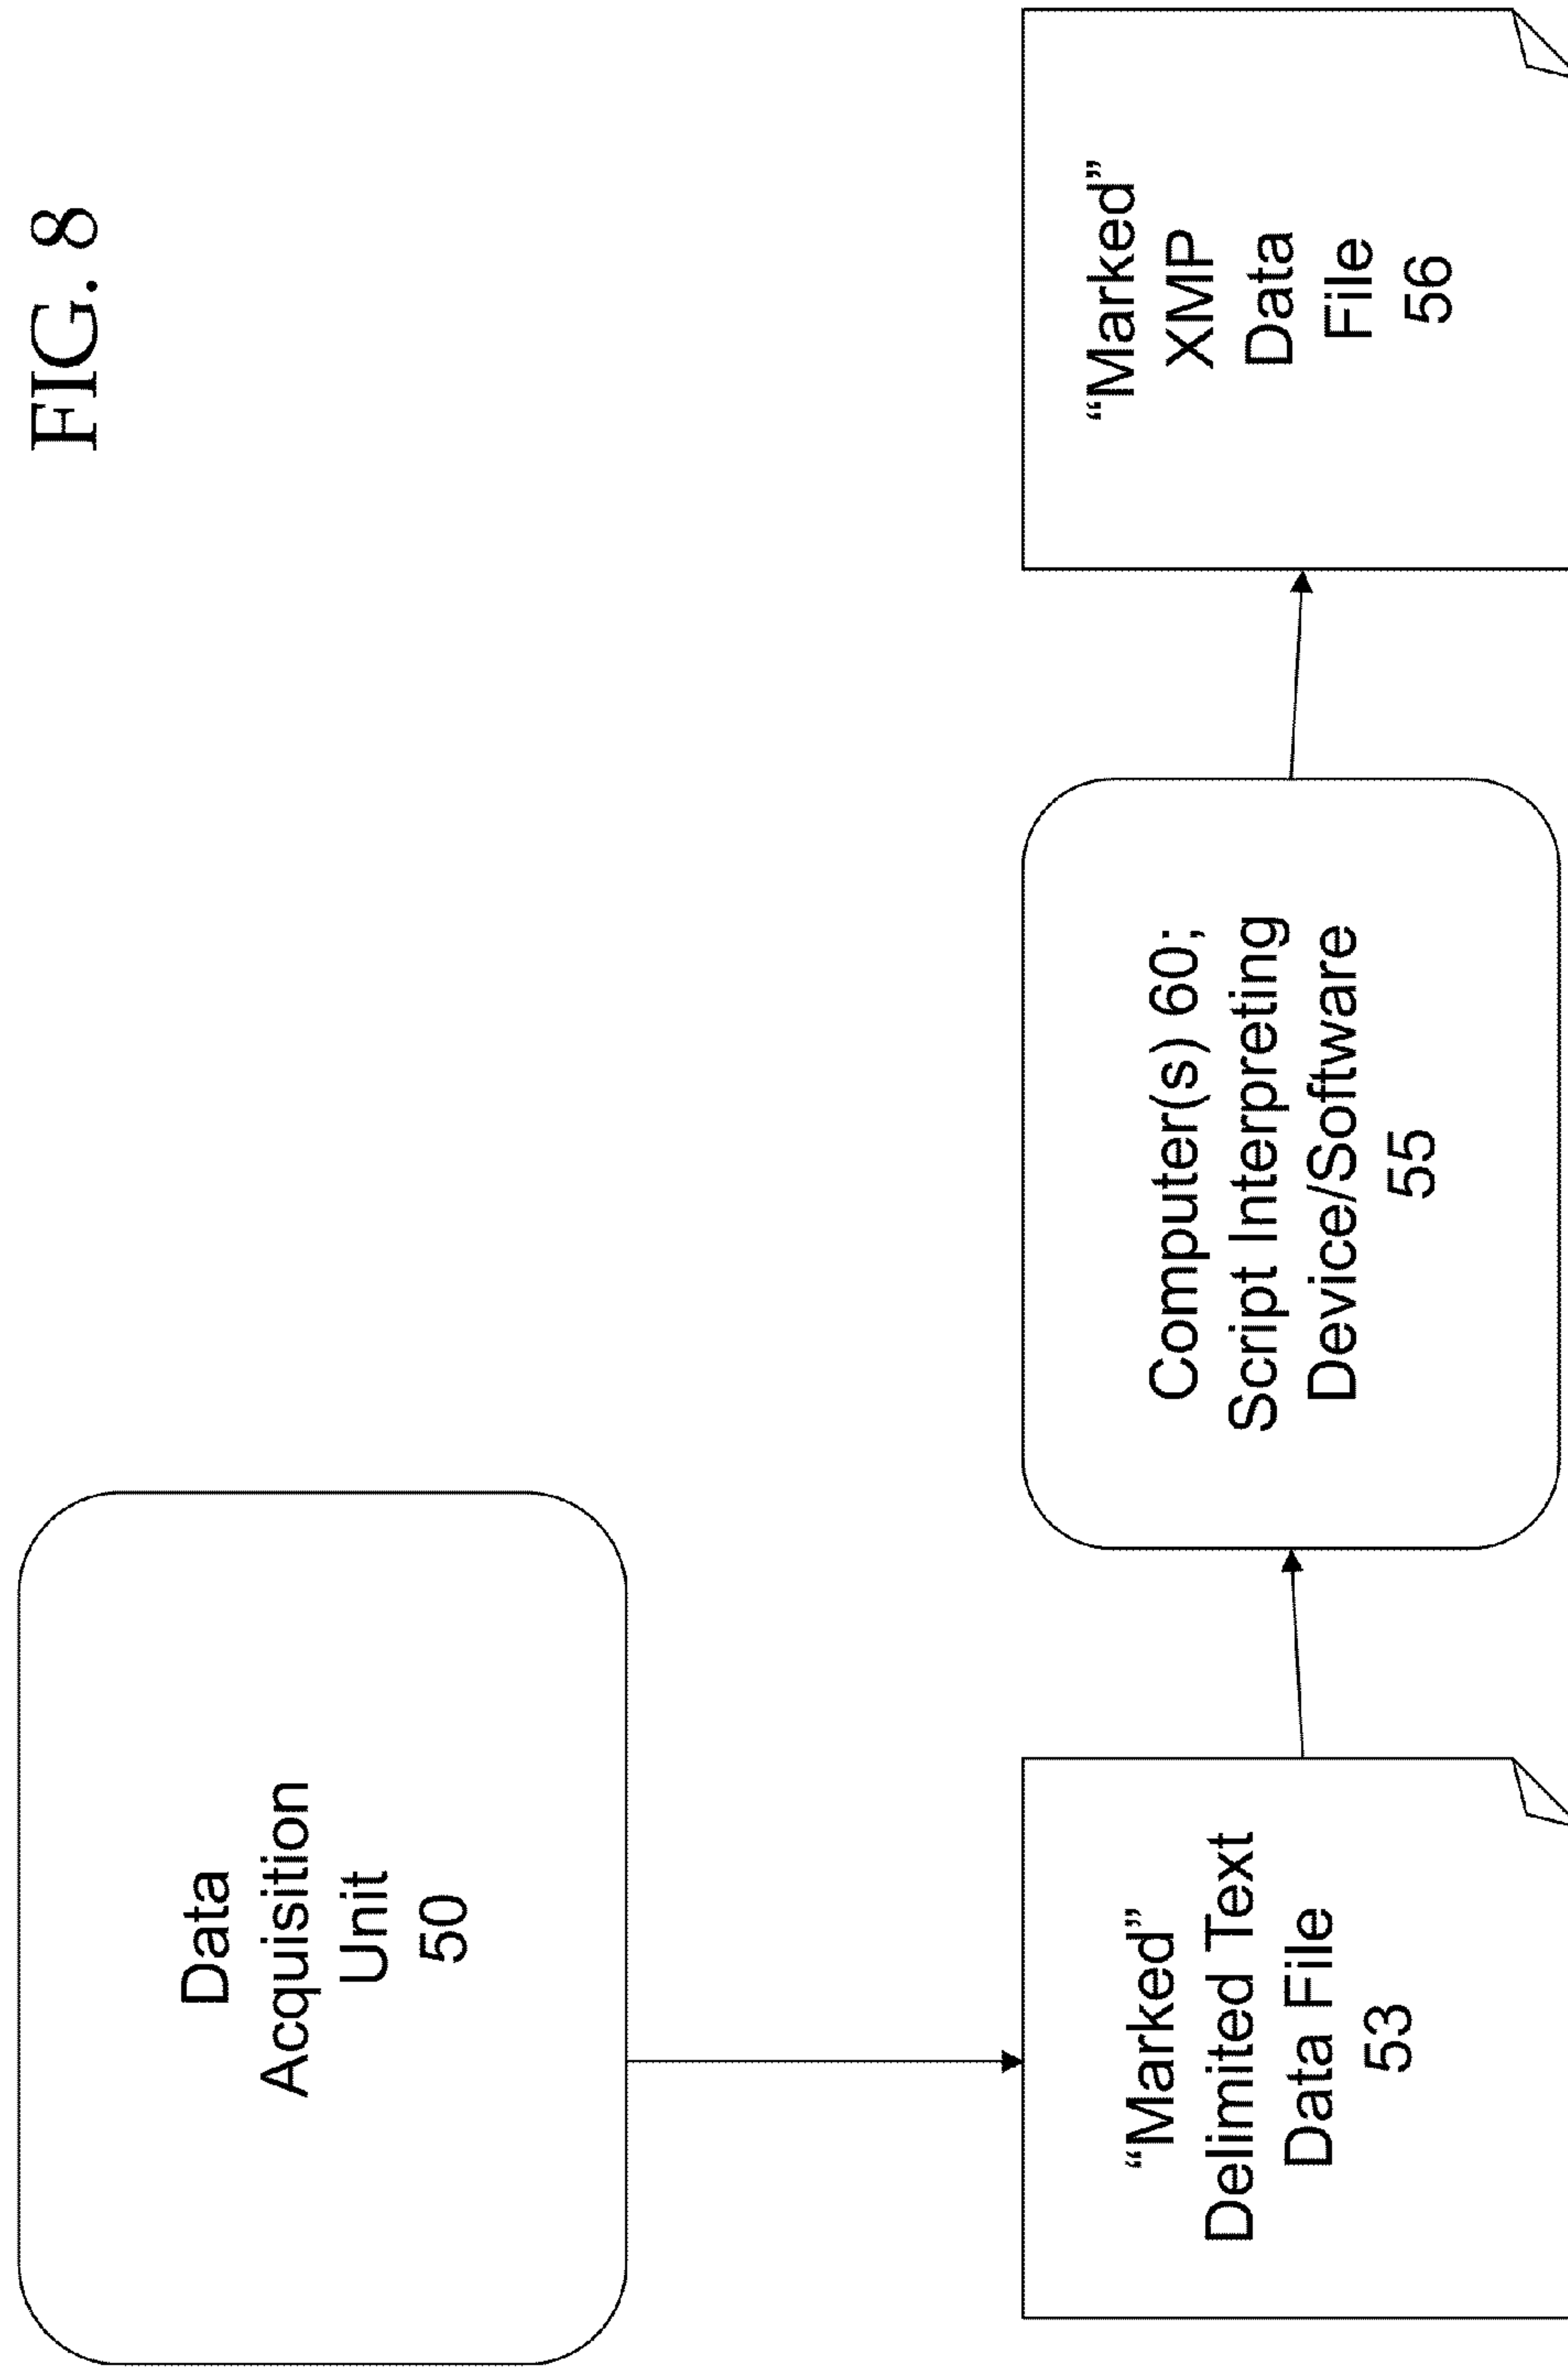 FIG. 8
Data
Acquisition
Unit
50
“Marked”
Delimited Text
Data File
53
Computer(s) 60;
Script Interpreting
Device/Software
55
“Marked”
XMP
Data
File
56